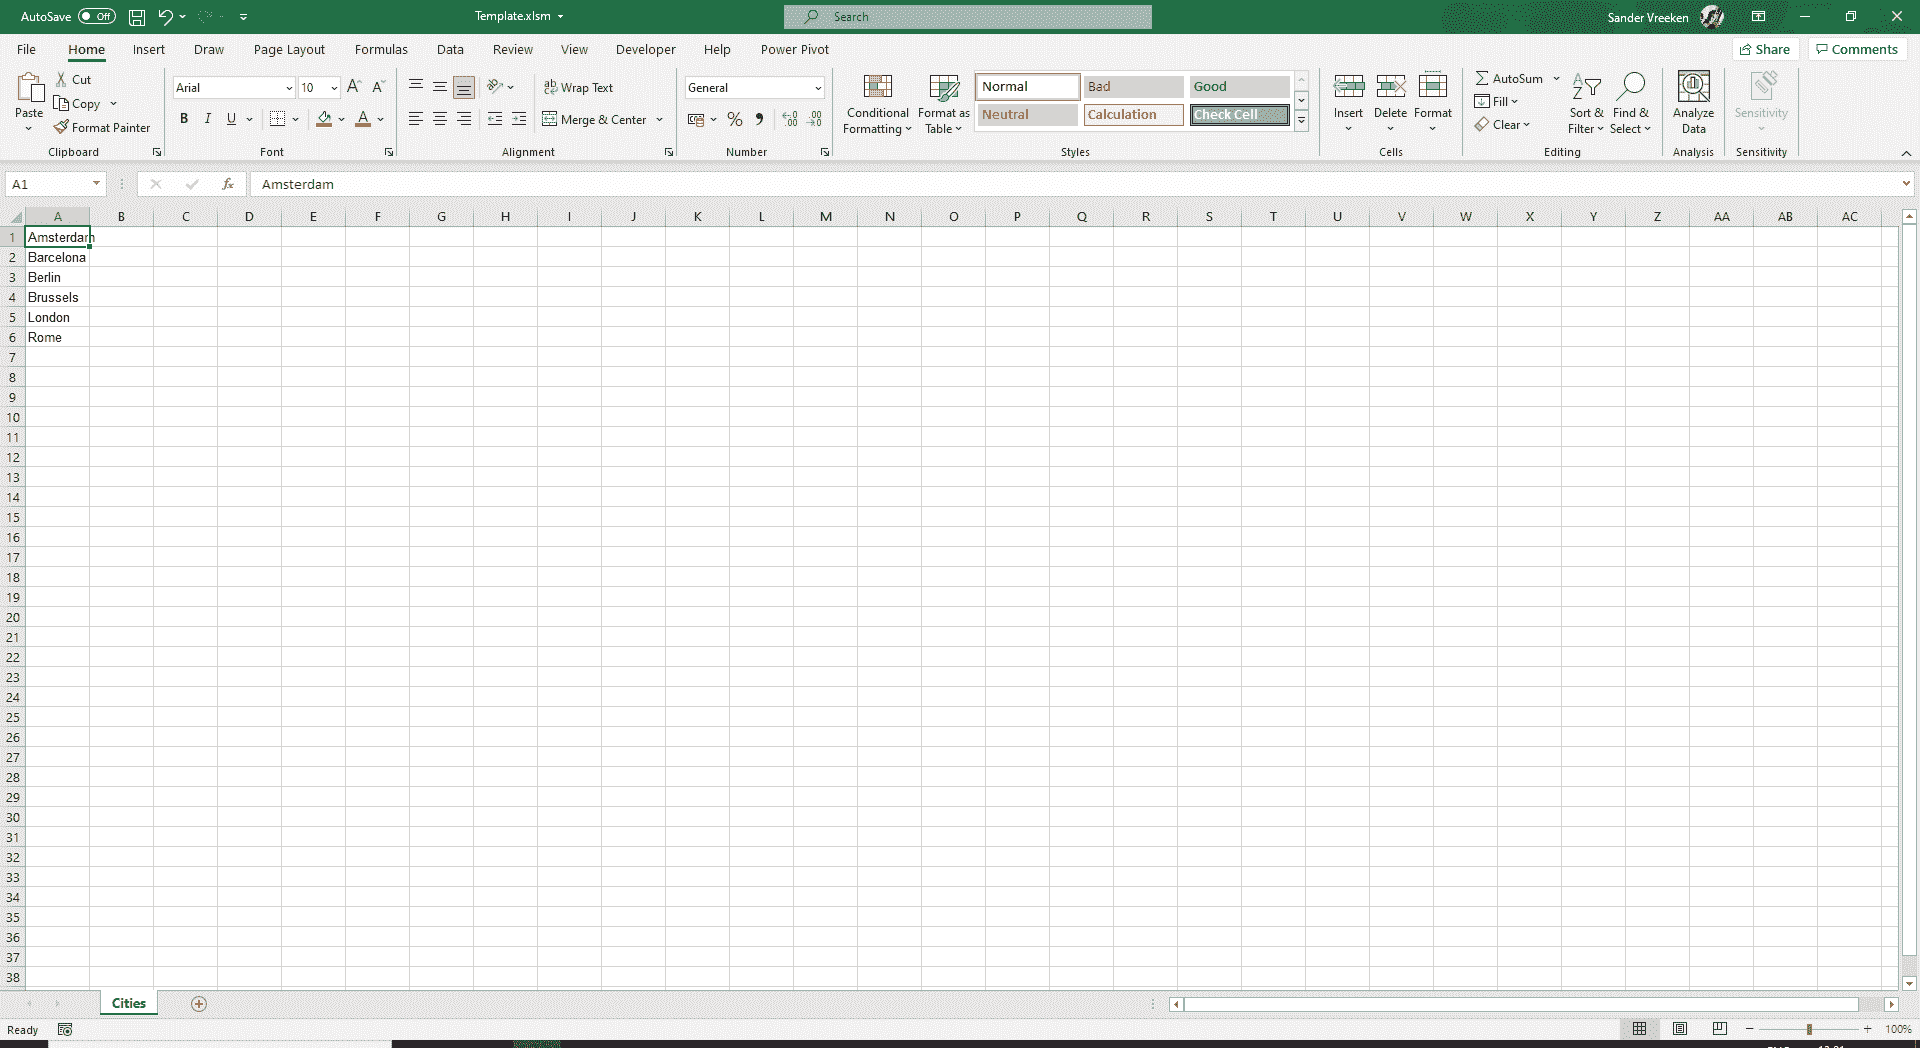 AutoSave Off Template.xlsm Search Sander Vreeken
File Home Insert Draw Page Layout Formulas Data Review View Developer Help Power Pivot Share Comments
Paste Cut Copy Format Painter
Clipboard
Arial 10
B I U
Font
Wrap Text
Merge & Center
Alignment
General
Number
Conditional Formatting Format as Table
Normal Bad Good
Neutral Calculation Check Cell
Styles
Insert Delete Format
Cells
AutoSum
Fill
Clear
Sort & Filter Find & Select
Editing
Analyze Data
Analysis
Sensitivity
Sensitivity
A1 fx Amsterdam
A B C D E F G H I J K L M N O P Q R S T U V W X Y Z AA AB AC
1 Amsterdam
2 Barcelona
3 Berlin
4 Brussels
5 London
6 Rome
7
8
9
10
11
12
13
14
15
16
17
18
19
20
21
22
23
24
25
26
27
28
29
30
31
32
33
34
35
36
37
38
Cities
Ready 100%